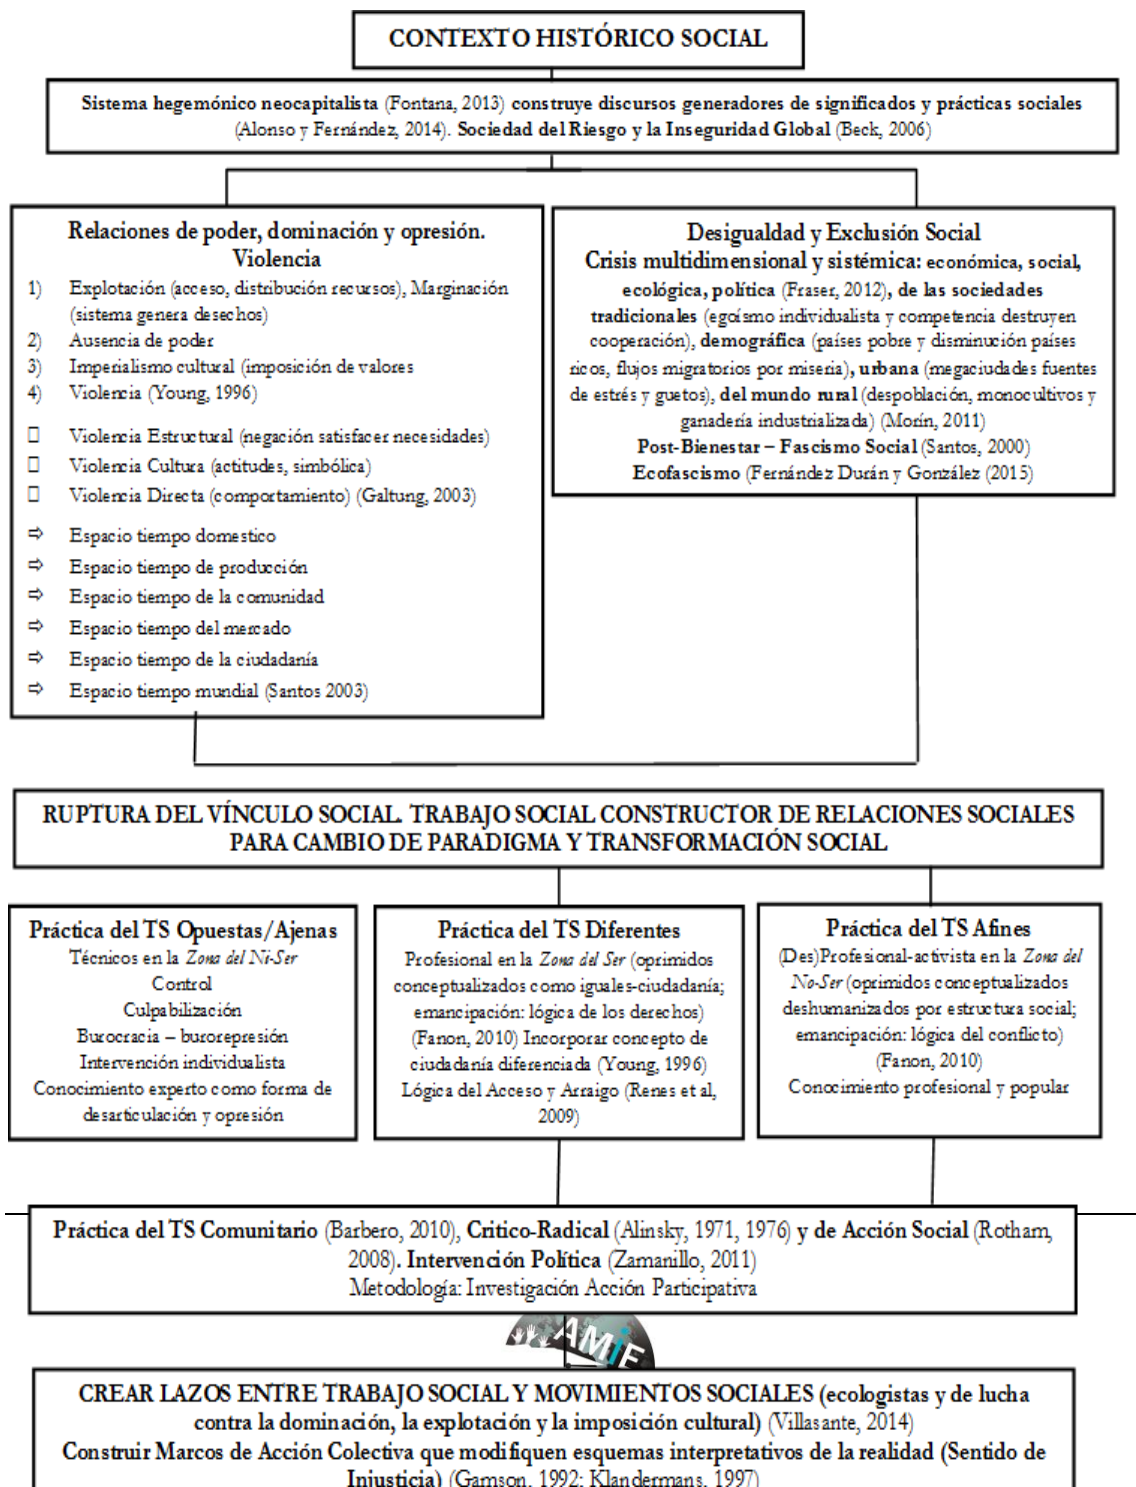 CONTEXTO HISTÓRICO SOCIAL
Sistema hegemónico neocapitalista (Fontana, 2013) construye discursos generadores de significados y prácticas sociales
(Alonso y Fernández, 2014). Sociedad del Riesgo y la Inseguridad Global (Beck, 2006)
Relaciones de poder, dominación y opresión.
Violencia
1) Explotación (acceso, distribución recursos), Marginación
(sistema genera desechos)
2) Ausencia de poder
3) Imperialismo cultural (imposición de valores
4) Violencia (Young, 1996)
Violencia Estructural (negación satisfacer necesidades)
Violencia Cultura (actitudes, simbólica)
Violencia Directa (comportamiento) (Galtung, 2003)
⇨ Espacio tiempo domestico
⇨ Espacio tiempo de producción
⇨ Espacio tiempo de la comunidad
⇨ Espacio tiempo del mercado
⇨ Espacio tiempo de la ciudadanía
⇨ Espacio tiempo mundial (Santos 2003)
Desigualdad y Exclusión Social
Crisis multidimensional y sistémica: económica, social,
ecológica, política (Fraser, 2012), de las sociedades
tradicionales (egoísmo individualista y competencia destruyen
cooperación), demográfica (países pobre y disminución países
ricos, flujos migratorios por miseria), urbana (megaciudades fuentes
de estrés y guetos), del mundo rural (despoblación, monocultivos y
ganadería industrializada) (Morín, 2011)
Post-Bienestar – Fascismo Social (Santos, 2000)
Ecofascismo (Fernández Durán y González (2015)
RUPTURA DEL VÍNCULO SOCIAL. TRABAJO SOCIAL CONSTRUCTOR DE RELACIONES SOCIALES
PARA CAMBIO DE PARADIGMA Y TRANSFORMACIÓN SOCIAL
Práctica del TS Opuestas/Ajenas
Técnicos en la Zona del Ni-Ser
Control
Culpabilización
Burocracia – burorepresión
Intervención individualista
Conocimiento experto como forma de
desarticulación y opresión
Práctica del TS Diferentes
Profesional en la Zona del Ser (oprimidos
conceptualizados como iguales-ciudadanía;
emancipación: lógica de los derechos)
(Fanon, 2010) Incorporar concepto de
ciudadanía diferenciada (Young, 1996)
Lógica del Acceso y Arraigo (Renes et al,
2009)
Práctica del TS Afines
(Des)Profesional-activista en la Zona del
No-Ser (oprimidos conceptualizados
deshumanizados por estructura social;
emancipación: lógica del conflicto)
(Fanon, 2010)
Conocimiento profesional y popular
Práctica del TS Comunitario (Barbero, 2010), Critico-Radical (Alinsky, 1971, 1976) y de Acción Social (Rotham,
2008). Intervención Política (Zamanillo, 2011)
Metodología: Investigación Acción Participativa
AMiF
CREAR LAZOS ENTRE TRABAJO SOCIAL Y MOVIMIENTOS SOCIALES (ecologistas y de lucha
contra la dominación, la explotación y la imposición cultural) (Villasante, 2014)
Construir Marcos de Acción Colectiva que modifiquen esquemas interpretativos de la realidad (Sentido de
Injusticia) (Gamson, 1992; Klandermans, 1997)